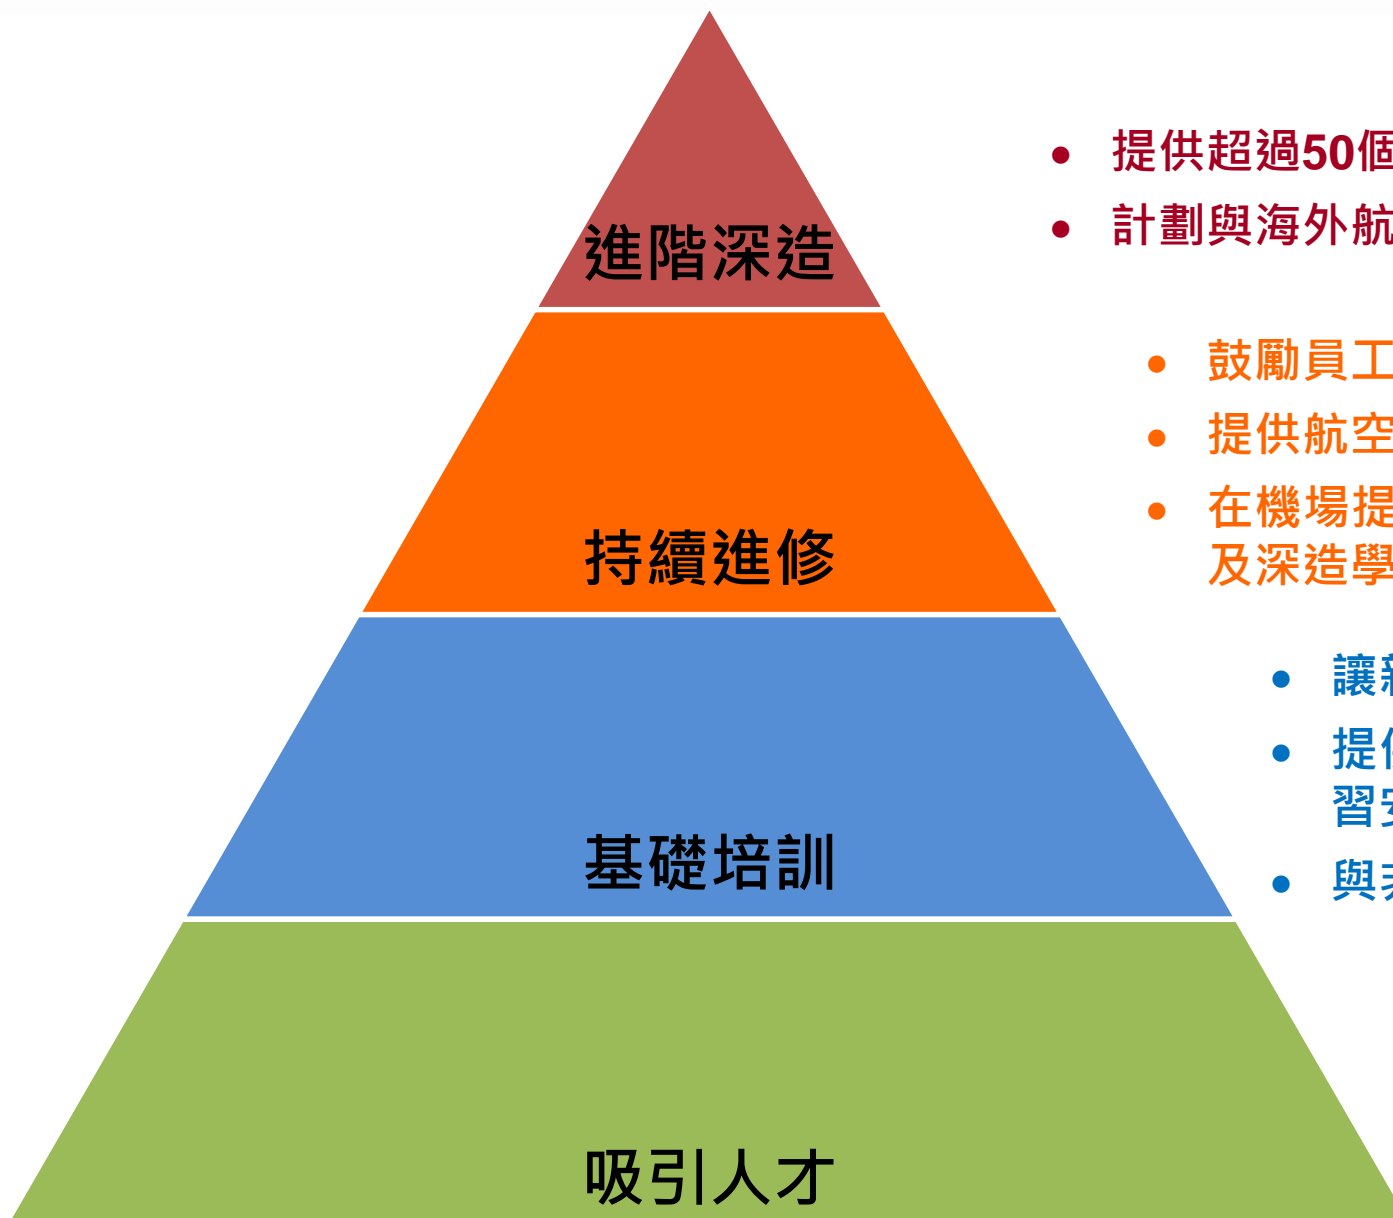 • 提供超過50個
• 計劃與海外航
進階深造
• 鼓勵員工
• 提供航空
• 在機場提
及深造學
持續進修
• 讓
• 提
習
• 與
基礎培訓
吸引人才